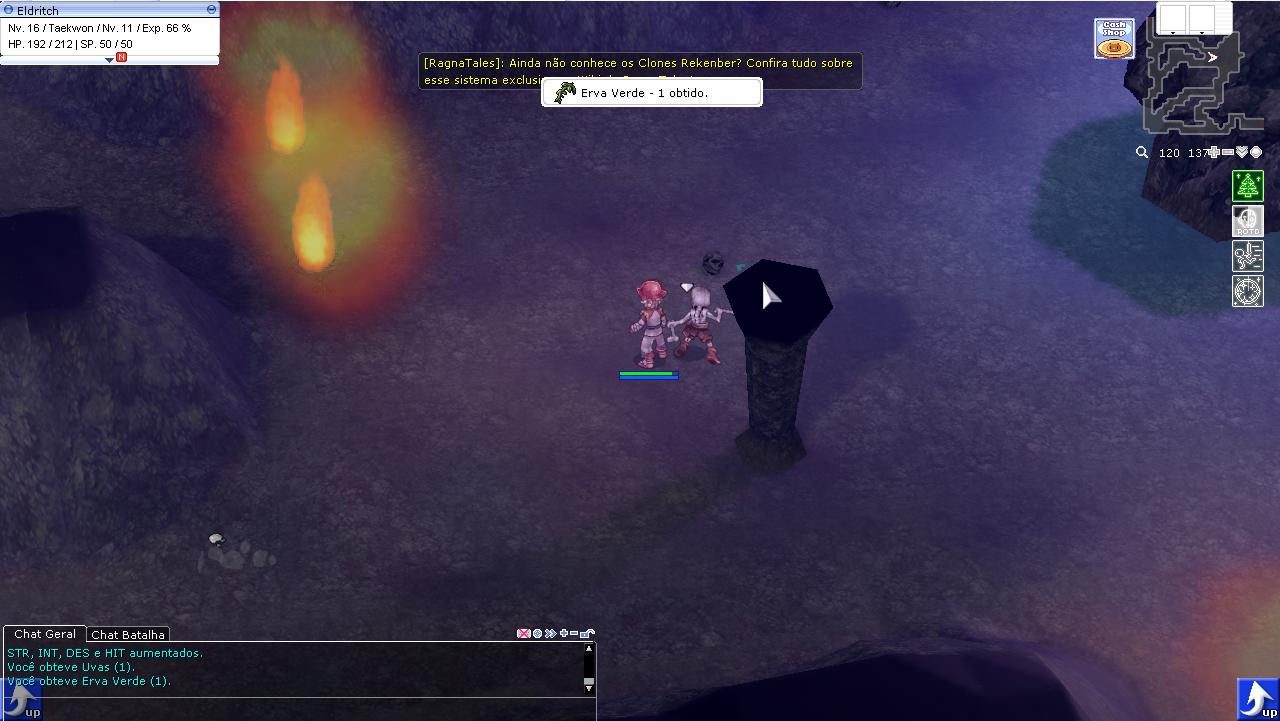 Eldritch
Nv. 16 / Taekwon / Nv. 11 / Exp. 66 %
HP. 192 / 212 | SP. 50 / 50
N
[RagnaTales]: Ainda não conhece os Clones Rekenber? Confira tudo sobre
esse sistema exclusi
Erva Verde - 1 obtido.
Cash
Shop
120 137
ROTD
Chat Geral
Chat Batalha
STR, INT, DES e HIT aumentados.
Você obteve Uvas (1).
Você obteve Erva Verde (1).
up
up